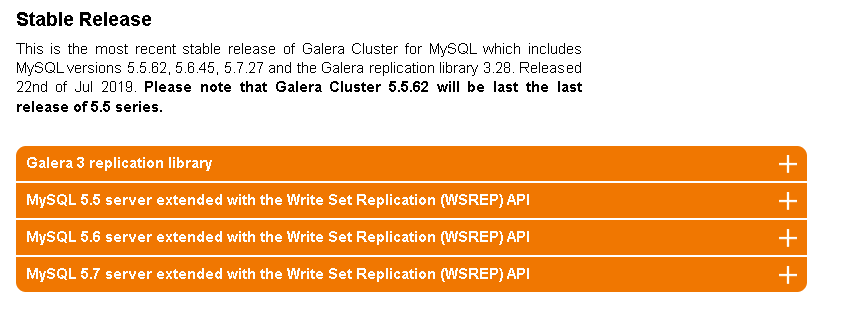 Stable Release
This is the most recent stable release of Galera Cluster for MySQL which includes
MySQL versions 5.5.62, 5.6.45, 5.7.27 and the Galera replication library 3.28. Released
22nd of Jul 2019. Please note that Galera Cluster 5.5.62 will be last the last
release of 5.5 series.
Galera 3 replication library
MySQL 5.5 server extended with the Write Set Replication (WSREP) API
MySQL 5.6 server extended with the Write Set Replication (WSREP) API
MySQL 5.7 server extended with the Write Set Replication (WSREP) API